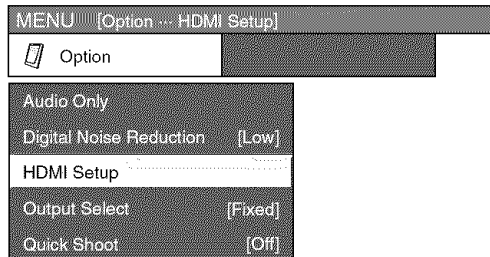 MENU [Option ··· HDMI Setup]
Option
Audio Only
Digital Noise Reduction [Low]
HDMI Setup
Output Select [Fixed]
Quick Shoot [Off]